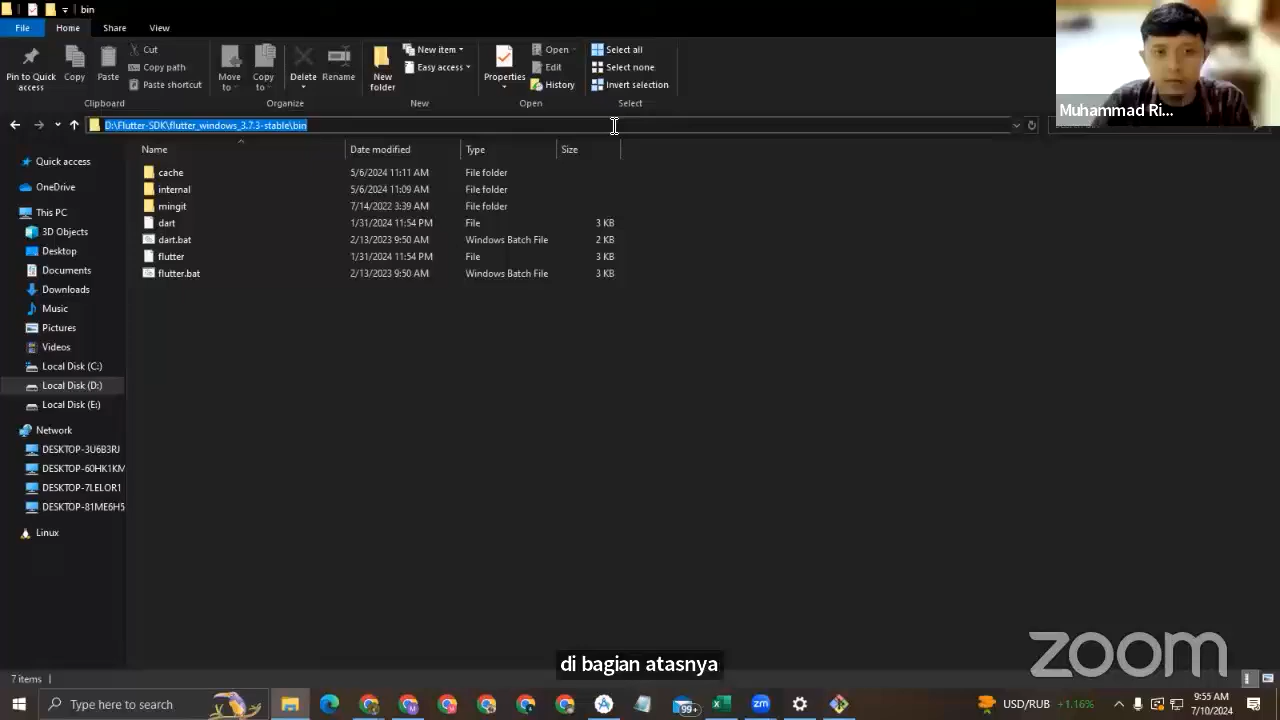 bin
File Home Share View
Pin to Quick access
Copy
Paste
Cut
Copy path
Paste shortcut
Clipboard
Move to
Copy to
Delete
Rename
Organize
New folder
New item
Easy access
New
Properties
Open
Edit
History
Open
Select all
Select none
Invert selection
Select
Muhammad Ri...
D:\Flutter-SDK\flutter_windows_3.7.3-stable\bin
Name Date modified Type Size
cache 5/6/2024 11:11 AM File folder
internal 5/6/2024 11:09 AM File folder
mingit 7/14/2022 3:39 AM File folder
dart 1/31/2024 11:54 PM File 3 KB
dart.bat 2/13/2023 9:50 AM Windows Batch File 2 KB
flutter 1/31/2024 11:54 PM File 3 KB
flutter.bat 2/13/2023 9:50 AM Windows Batch File 3 KB
Quick access
OneDrive
This PC
3D Objects
Desktop
Documents
Downloads
Music
Pictures
Videos
Local Disk (C:)
Local Disk (D:)
Local Disk (E:)
Network
DESKTOP-3U6B3RJ
DESKTOP-60HK1KM
DESKTOP-7LELOR1
DESKTOP-81ME6H5
Linux
di bagian atasnya
zoom
7 items
Type here to search
99+
zm
USD/RUB +1.16%
9:55 AM
7/10/2024